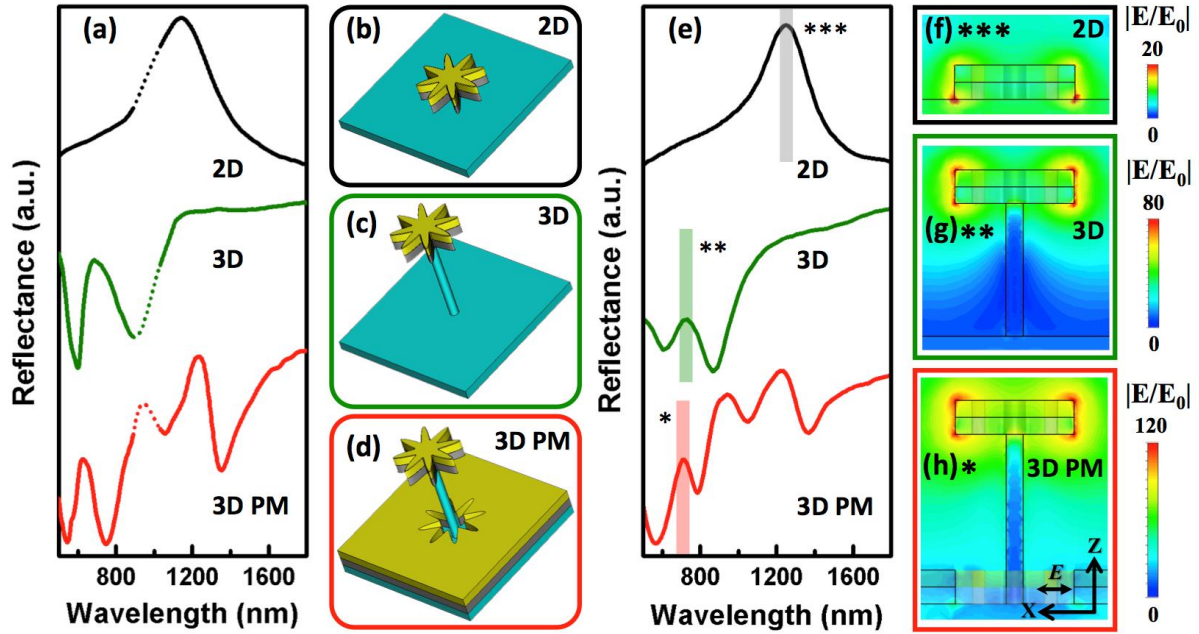 (a)
2D
3D
3D PM
Reflectance (a.u.)
800 1200 1600
Wavelength (nm)
(b) 2D
(c) 3D
(d) 3D PM
(e)
***
2D
**
3D
*
3D PM
Reflectance (a.u.)
800 1200 1600
Wavelength (nm)
(f) *** 2D
|E/E0|
20
0
(g) ** 3D
|E/E0|
80
0
(h) * 3D PM
E
Z
X
|E/E0|
120
0